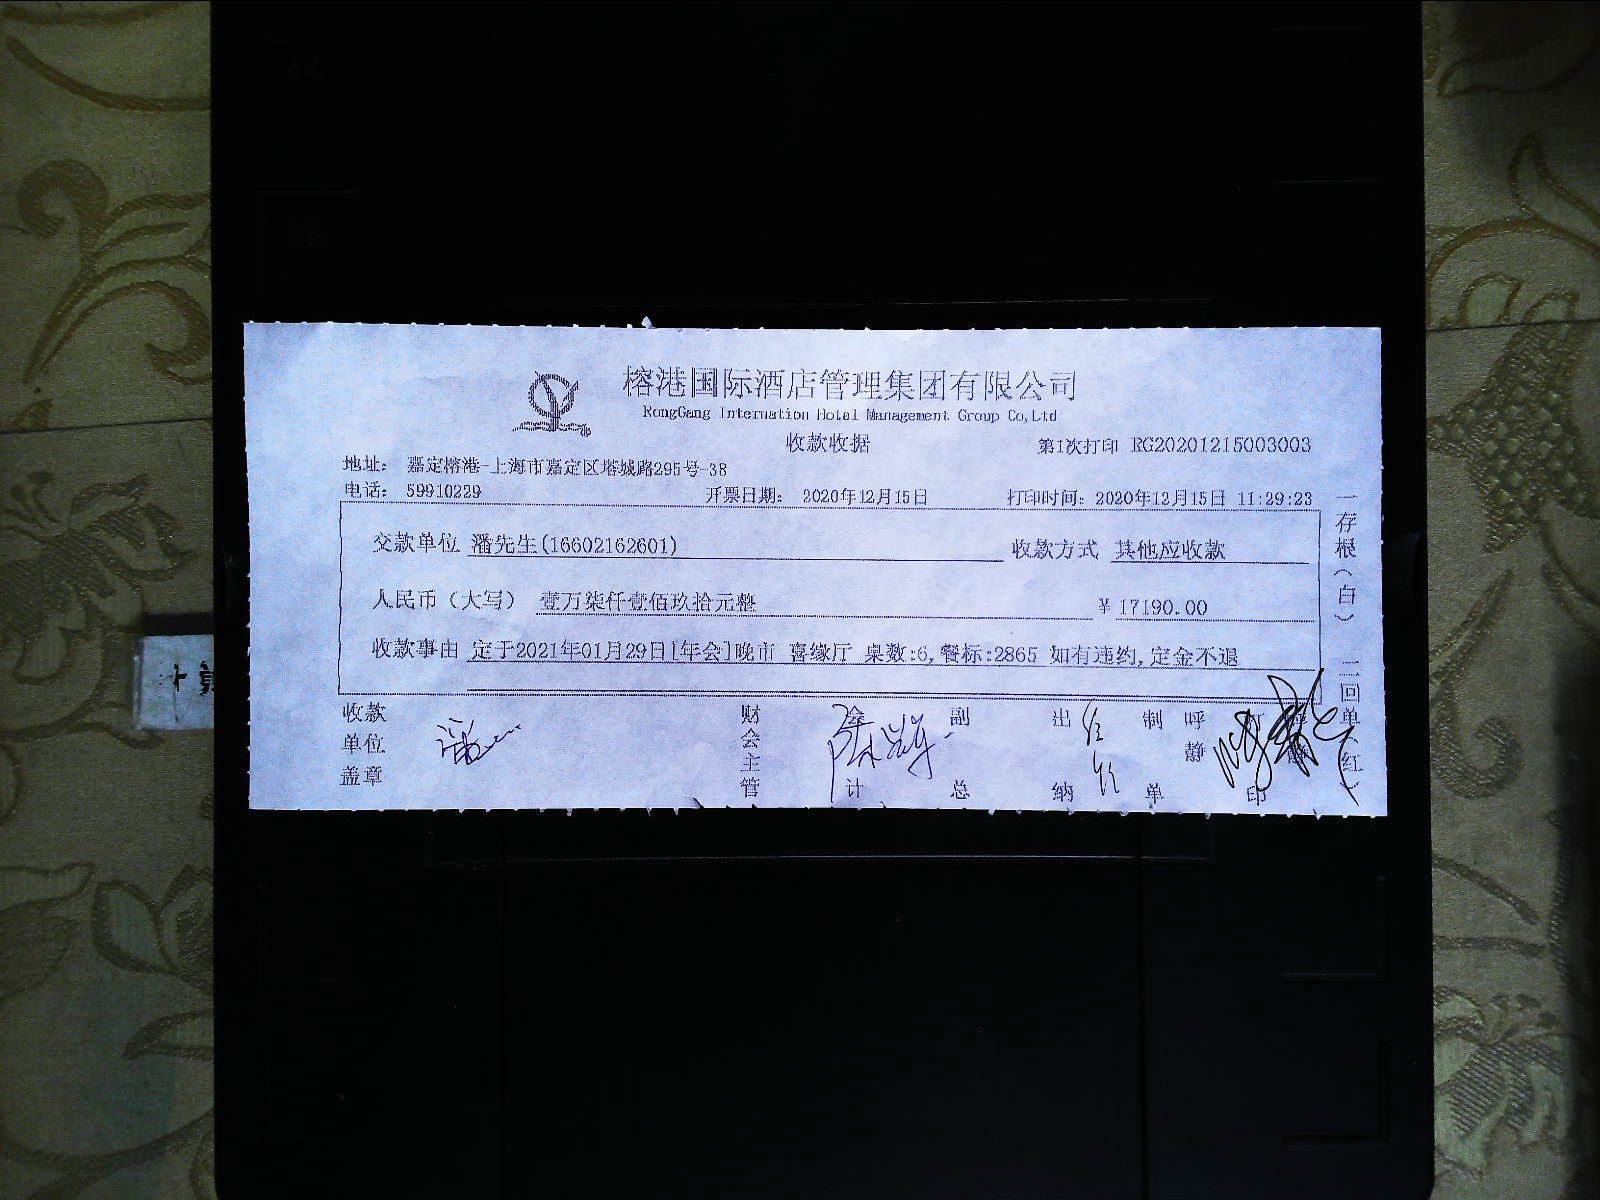 榕港国际酒店管理集团有限公司
RongGang Internation Hotel Management Group Co,Ltd
收款收据
第1次打印 RG20201215003003
地址： 嘉定榕港-上海市嘉定区塔城路295号-38
电话： 59910229
开票日期： 2020年12月15日
打印时间： 2020年12月15日 11:29:23
交款单位 潘先生(16602162601)
收款方式 其他应收款
人民币（大写） 壹万柒仟壹佰玖拾元整
￥17190.00
收款事由 定于2021年01月29日[年会]晚市 喜缘厅 桌数:6,餐标:2865 如有违约,定金不退
收款单位盖章
财会主管
计
副总
出纳
制单
呼静
印
一存根（白） 二回单（红）